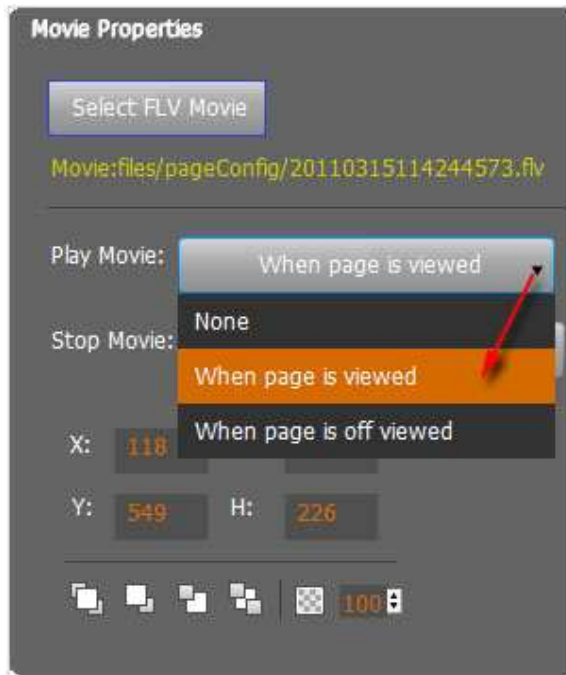 Movie Properties
Select FLV Movie
Movie:files/pageConfig/20110315114244573.flv
Play Movie: When page is viewed
None
Stop Movie:
When page is viewed
When page is off viewed
X: 118
Y: 549 H: 226
100